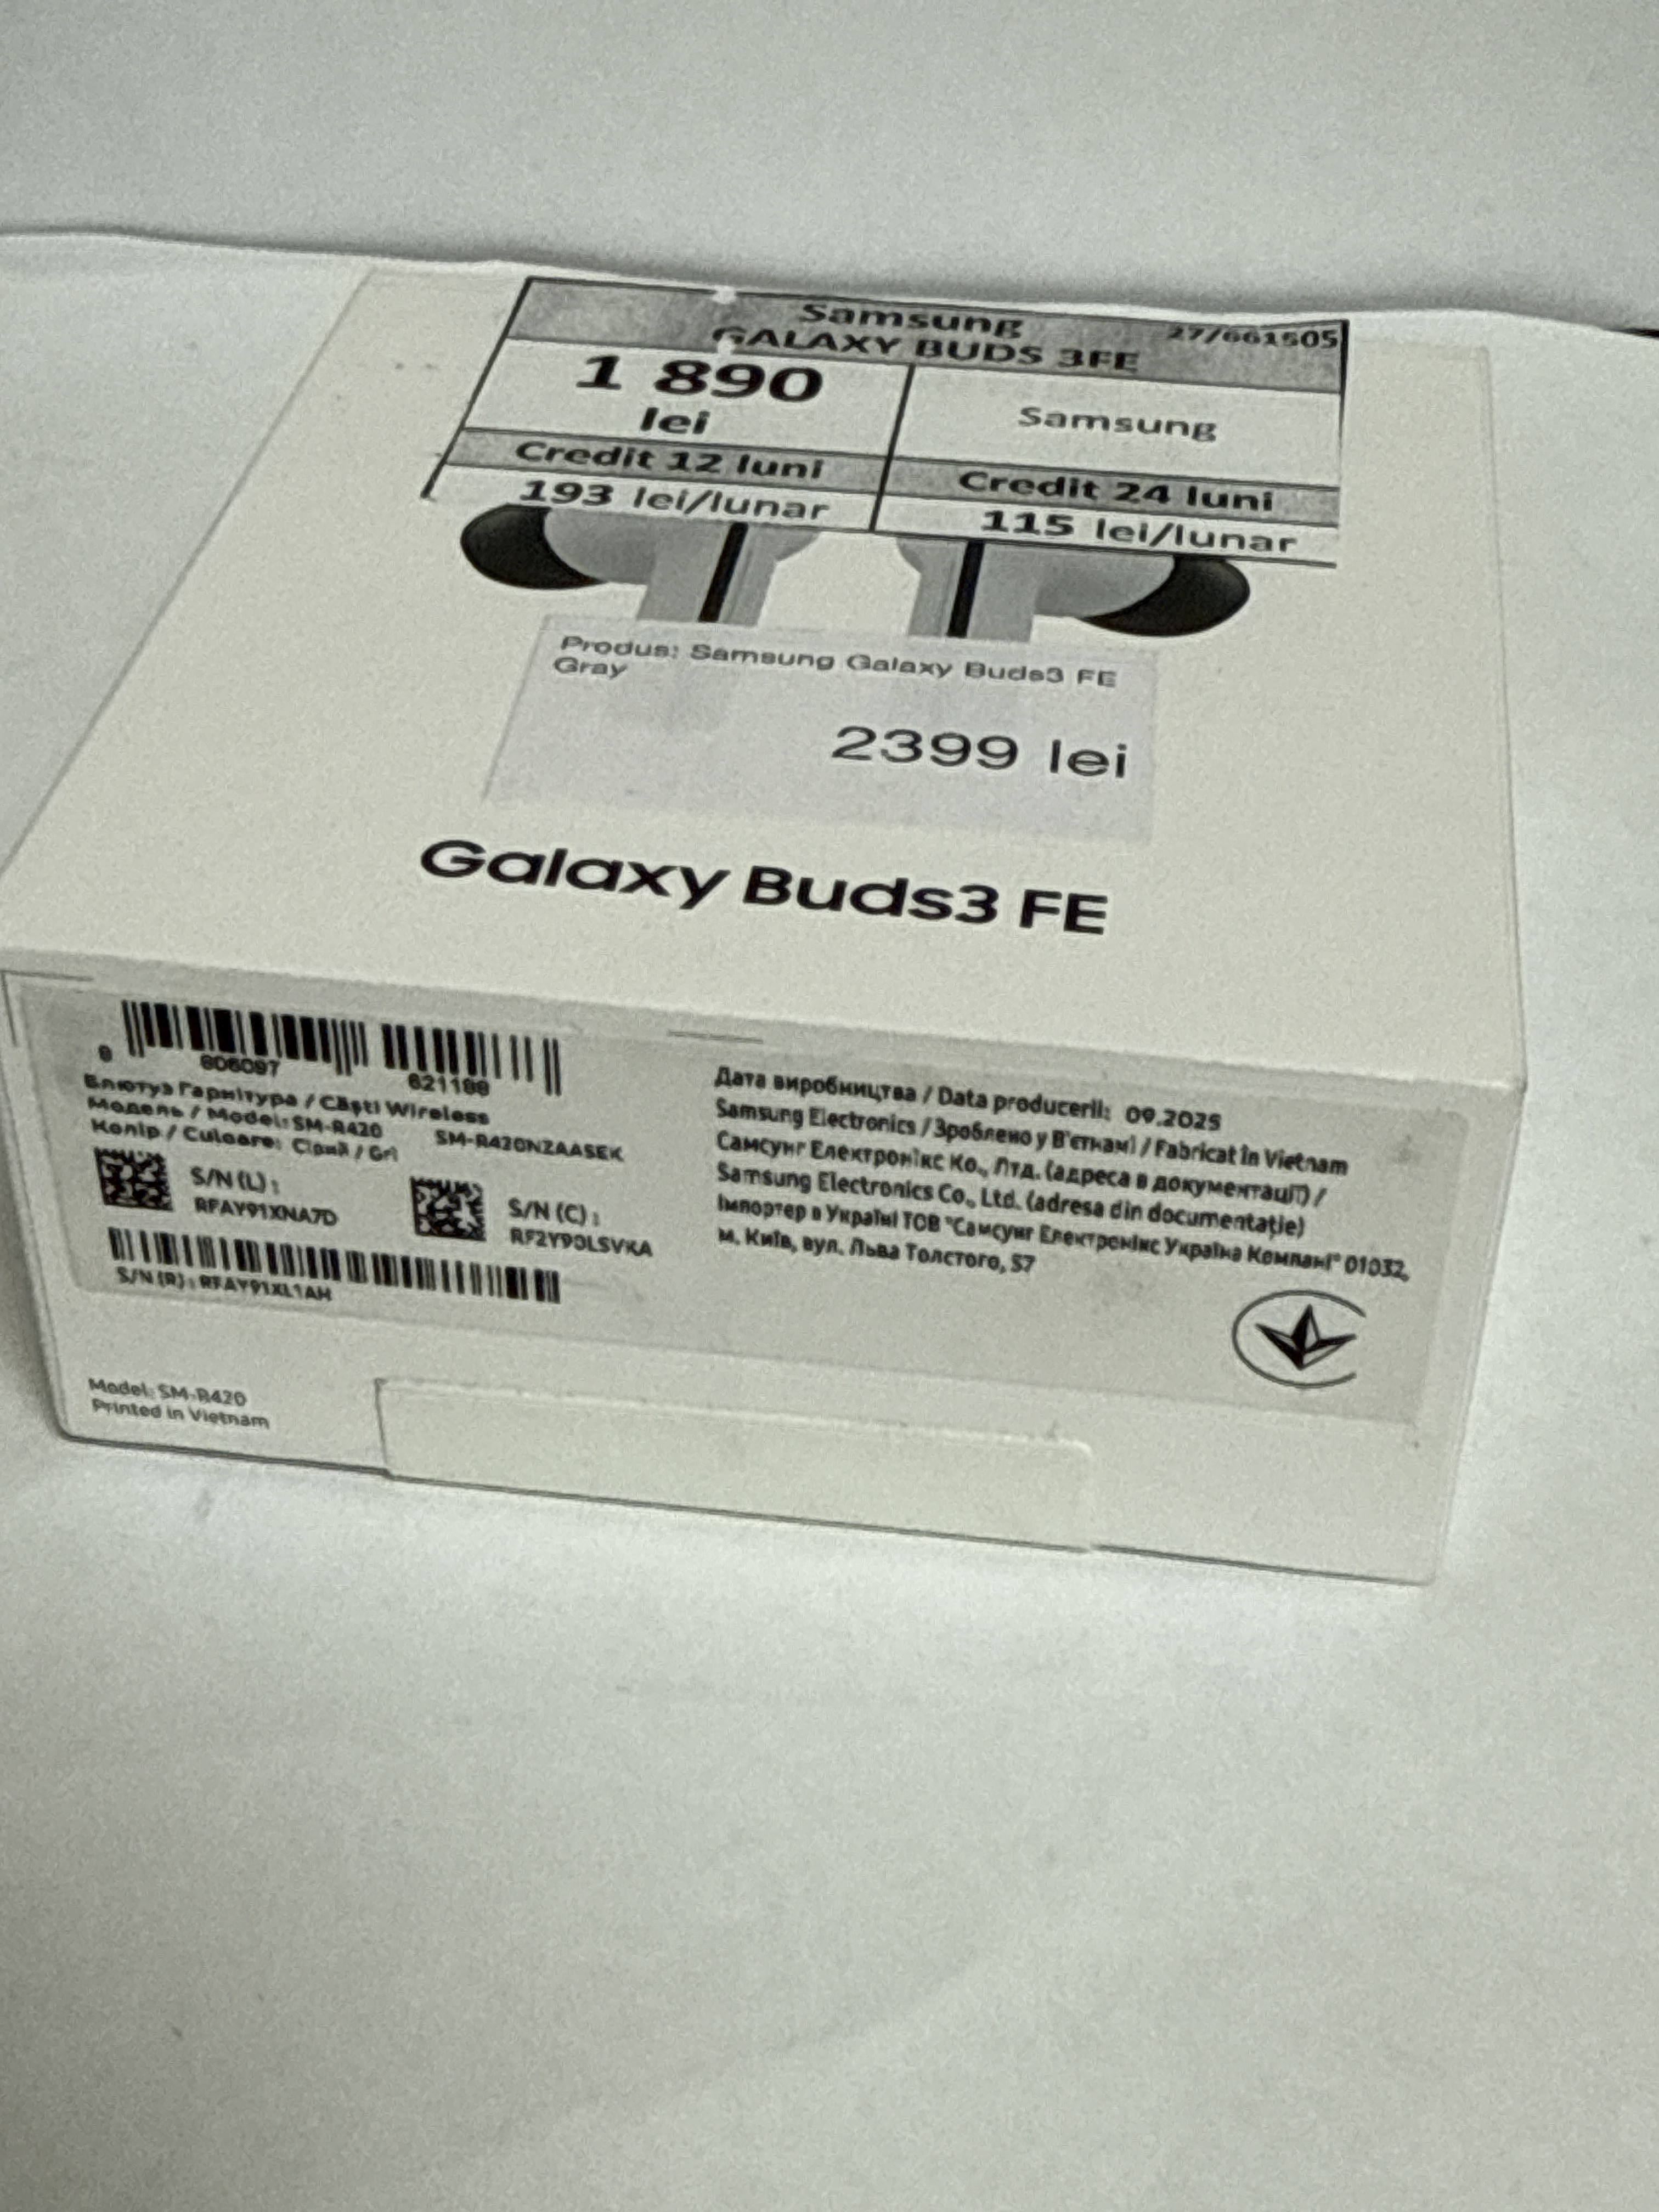 Samsung
27/661505
GALAXY BUDS 3FE
1 890
lei
Samsung
Credit 12 luni
Credit 24 luni
193 lei/lunar
115 lei/lunar
Produs: Samsung Galaxy Buds3 FE
Gray
2399 lei
Galaxy Buds3 FE
8 806097 621188
Блютуз Гарнітура / Căști Wireless
Модель / Model: SM-R420 SM-R420NZAASEK
Колір / Culoare: Сірий / Gri
S/N (L) :
RFAY91XNA7D
S/N (C) :
RF2Y90LSVKA
S/N (R) : RFAY91XL1AH
Дата виробництва / Data producerii: 09.2025
Samsung Electronics / Зроблено у В'єтнамі / Fabricat în Vietnam
Самсунг Електронікс Ко., Лтд. (адреса в документації) /
Samsung Electronics Co., Ltd. (adresa din documentație)
Імпортер в Україні ТОВ "Самсунг Електронікс Україна Компані" 01032,
м. Київ, вул. Льва Толстого, 57
Model: SM-R420
Printed in Vietnam